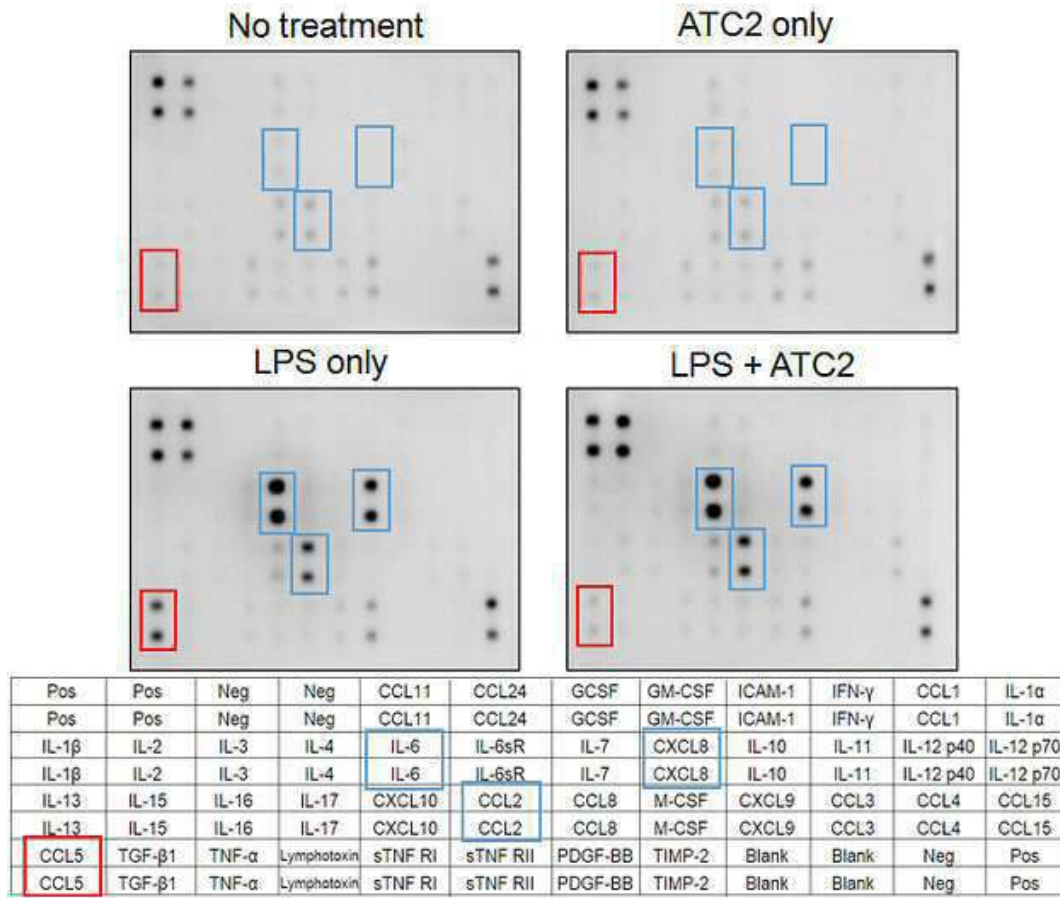 No treatment ATC2 only
LPS only LPS + ATC2
Pos Pos Neg Neg CCL11 CCL24 GCSF GM-CSF ICAM-1 IFN-γ CCL1 IL-1α
Pos Pos Neg Neg CCL11 CCL24 GCSF GM-CSF ICAM-1 IFN-γ CCL1 IL-1α
IL-1β IL-2 IL-3 IL-4 IL-6 IL-6sR IL-7 CXCL8 IL-10 IL-11 IL-12 p40 IL-12 p70
IL-1β IL-2 IL-3 IL-4 IL-6 IL-6sR IL-7 CXCL8 IL-10 IL-11 IL-12 p40 IL-12 p70
IL-13 IL-15 IL-16 IL-17 CXCL10 CCL2 CCL8 M-CSF CXCL9 CCL3 CCL4 CCL15
IL-13 IL-15 IL-16 IL-17 CXCL10 CCL2 CCL8 M-CSF CXCL9 CCL3 CCL4 CCL15
CCL5 TGF-β1 TNF-α Lymphotoxin sTNF RI sTNF RII PDGF-BB TIMP-2 Blank Blank Neg Pos
CCL5 TGF-β1 TNF-α Lymphotoxin sTNF RI sTNF RII PDGF-BB TIMP-2 Blank Blank Neg Pos